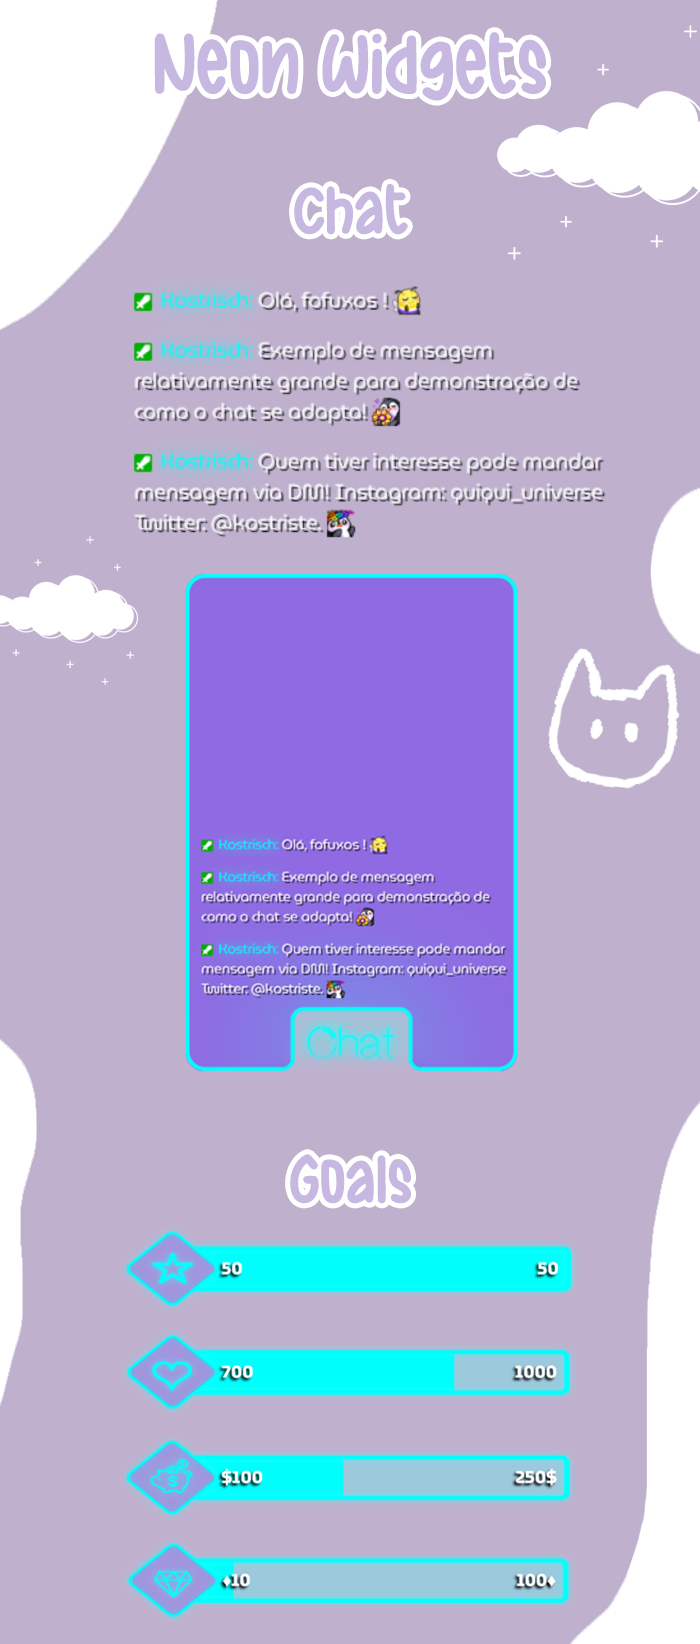 Neon Widgets
Chat
Kostrisch: Olá, fofuxos !
Kostrisch: Exemplo de mensagem
relativamente grande para demonstração de
como o chat se adapta!
Kostrisch: Quem tiver interesse pode mandar
mensagem via DM! Instagram: quiqui_universe
Twitter: @kostriste.
Kostrisch: Olá, fofuxos !
Kostrisch: Exemplo de mensagem
relativamente grande para demonstração de
como o chat se adapta!
Kostrisch: Quem tiver interesse pode mandar
mensagem via DM! Instagram: quiqui_universe
Twitter: @kostriste.
Chat
Goals
50 50
700 1000
$100 250$
♦10 100♦